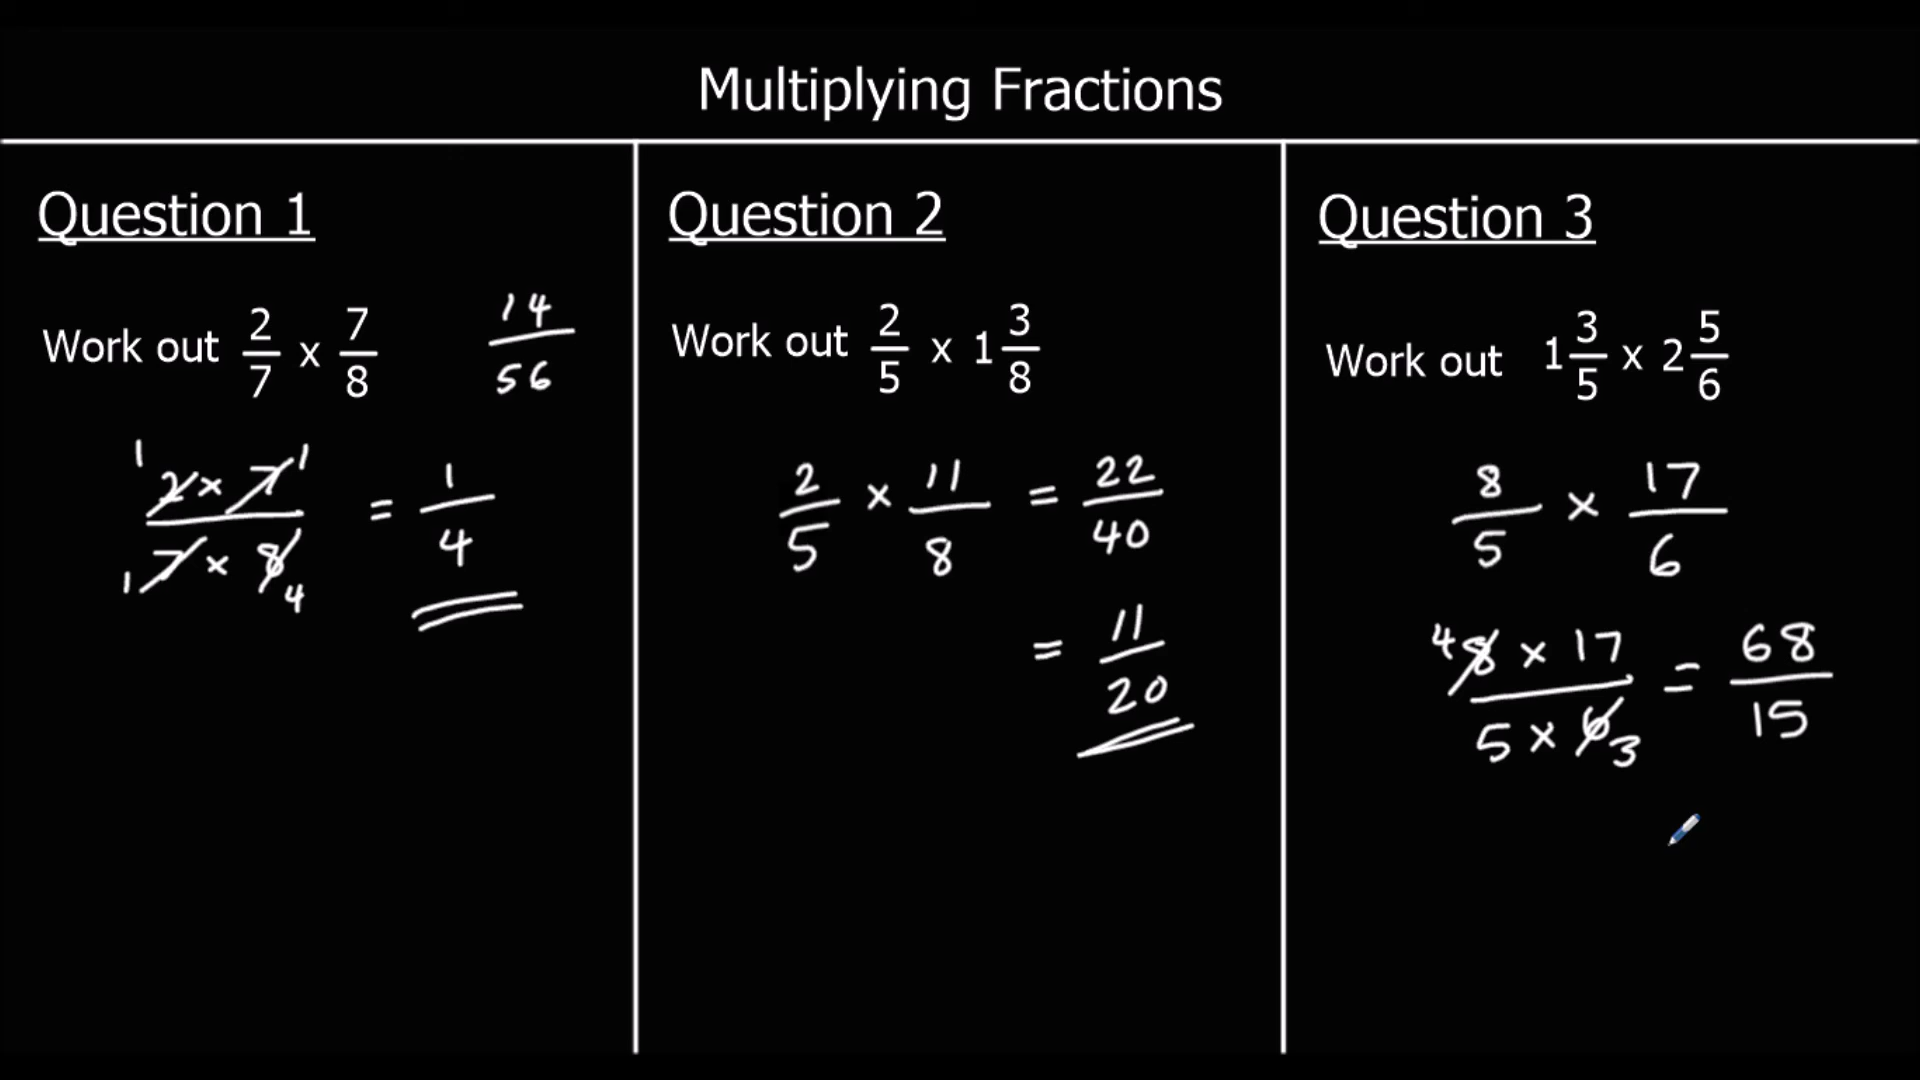 Multiplying Fractions
Question 1
Work out 2/7 x 7/8
14/56
1 2 x 7 1 / 1 7 x 8 4 = 1/4
Question 2
Work out 2/5 x 1 3/8
2/5 x 11/8 = 22/40
= 11/20
Question 3
Work out 1 3/5 x 2 5/6
8/5 x 17/6
4 8 x 17 / 5 x 6 3 = 68/15